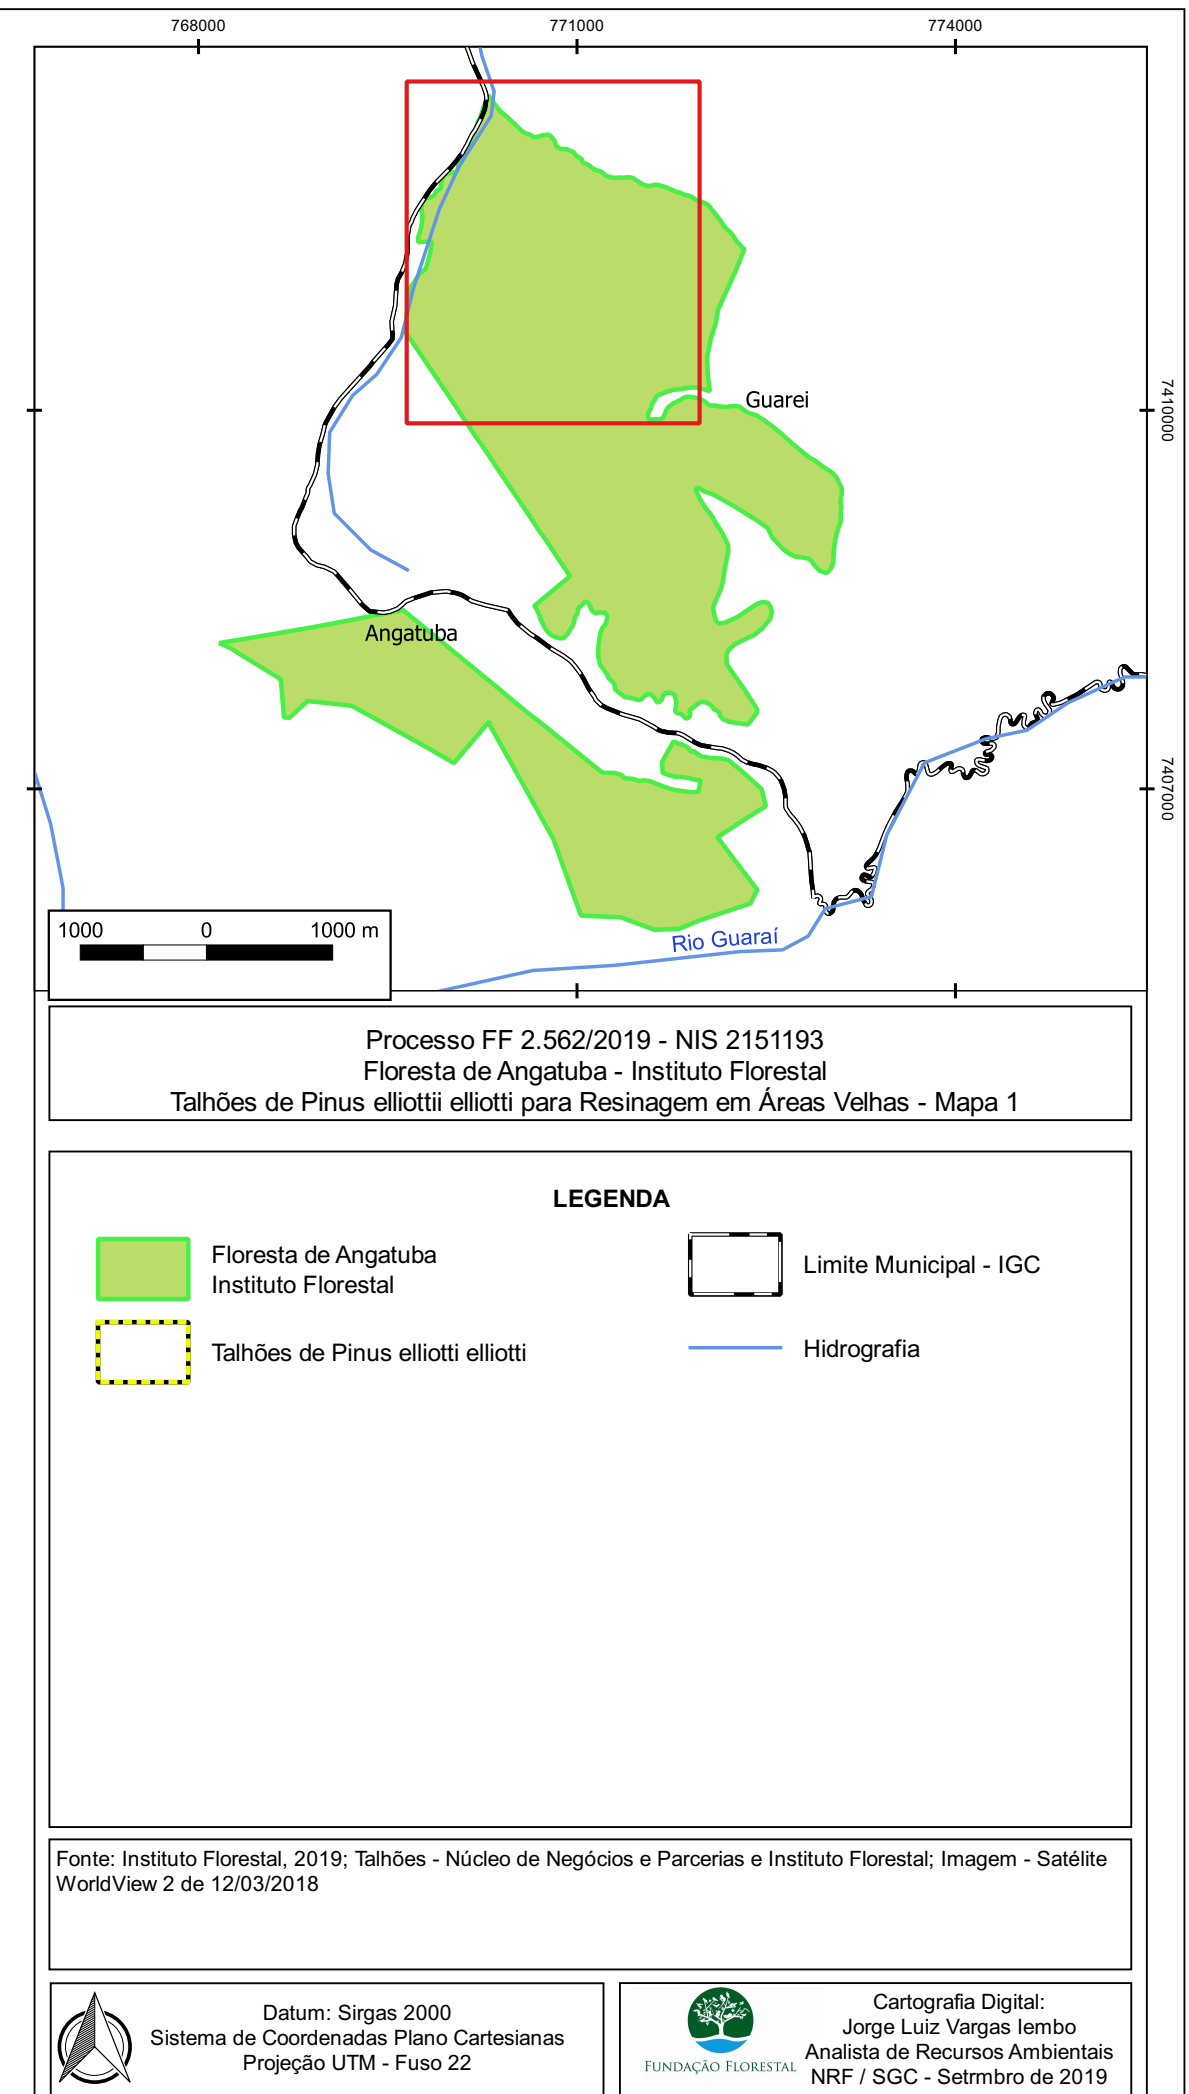 768000
771000
774000
7410000
Guarei
Angatuba
7407000
1000 0 1000 m
Rio Guaraí
Processo FF 2.562/2019 - NIS 2151193
Floresta de Angatuba - Instituto Florestal
Talhões de Pinus elliottii elliotti para Resinagem em Áreas Velhas - Mapa 1
LEGENDA
Floresta de Angatuba
Instituto Florestal
Limite Municipal - IGC
Talhões de Pinus elliotti elliotti
Hidrografia
Fonte: Instituto Florestal, 2019; Talhões - Núcleo de Negócios e Parcerias e Instituto Florestal; Imagem - Satélite
WorldView 2 de 12/03/2018
Datum: Sirgas 2000
Sistema de Coordenadas Plano Cartesianas
Projeção UTM - Fuso 22
FUNDAÇÃO FLORESTAL
Cartografia Digital:
Jorge Luiz Vargas Iembo
Analista de Recursos Ambientais
NRF / SGC - Setrmbro de 2019